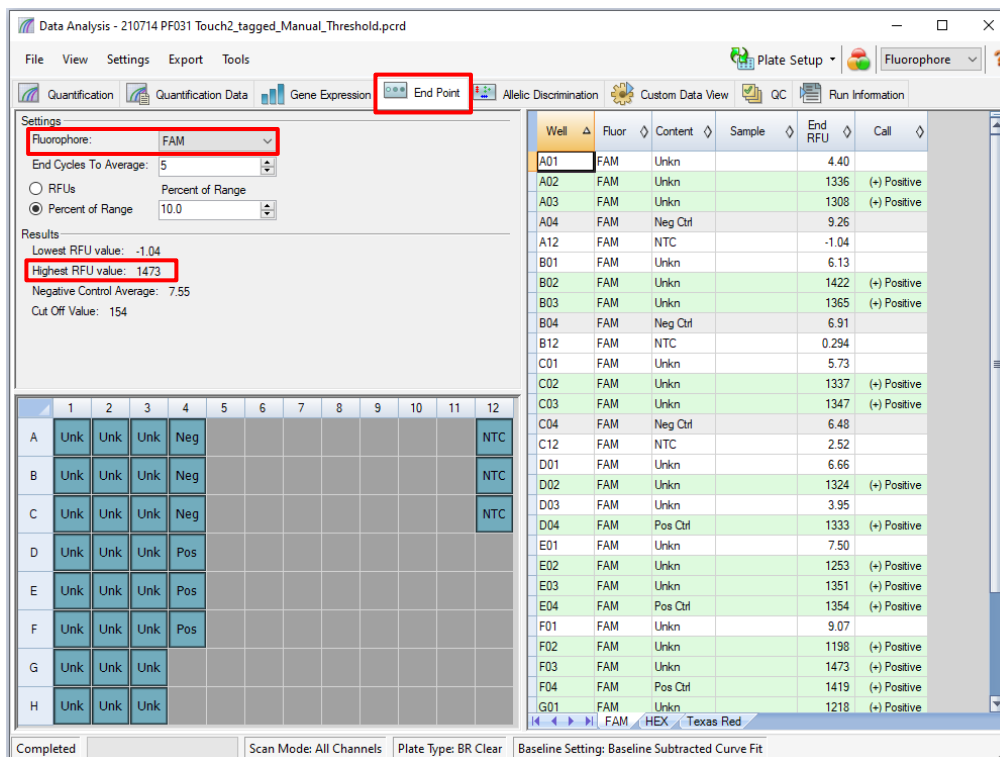 Data Analysis - 210714 PF031 Touch2_tagged_Manual_Threshold.pcrd
File View Settings Export Tools
Plate Setup Fluorophore
Quantification Quantification Data Gene Expression End Point Allelic Discrimination Custom Data View QC Run Information
Settings
Fluorophore: FAM
End Cycles To Average: 5
RFUs Percent of Range
Percent of Range 10.0
Results
Lowest RFU value: -1.04
Highest RFU value: 1473
Negative Control Average: 7.55
Cut Off Value: 154
1 2 3 4 5 6 7 8 9 10 11 12
A Unk Unk Unk Neg NTC
B Unk Unk Unk Neg NTC
C Unk Unk Unk Neg NTC
D Unk Unk Unk Pos
E Unk Unk Unk Pos
F Unk Unk Unk Pos
G Unk Unk Unk
H Unk Unk Unk
Well Fluor Content Sample End RFU Call
A01 FAM Unkn 4.40
A02 FAM Unkn 1336 (+) Positive
A03 FAM Unkn 1308 (+) Positive
A04 FAM Neg Ctrl 9.26
A12 FAM NTC -1.04
B01 FAM Unkn 6.13
B02 FAM Unkn 1422 (+) Positive
B03 FAM Unkn 1365 (+) Positive
B04 FAM Neg Ctrl 6.91
B12 FAM NTC 0.294
C01 FAM Unkn 5.73
C02 FAM Unkn 1337 (+) Positive
C03 FAM Unkn 1347 (+) Positive
C04 FAM Neg Ctrl 6.48
C12 FAM NTC 2.52
D01 FAM Unkn 6.66
D02 FAM Unkn 1324 (+) Positive
D03 FAM Unkn 3.95
D04 FAM Pos Ctrl 1333 (+) Positive
E01 FAM Unkn 7.50
E02 FAM Unkn 1253 (+) Positive
E03 FAM Unkn 1351 (+) Positive
E04 FAM Pos Ctrl 1354 (+) Positive
F01 FAM Unkn 9.07
F02 FAM Unkn 1198 (+) Positive
F03 FAM Unkn 1473 (+) Positive
F04 FAM Pos Ctrl 1419 (+) Positive
G01 FAM Unkn 1218 (+) Positive
FAM HEX Texas Red
Completed Scan Mode: All Channels Plate Type: BR Clear Baseline Setting: Baseline Subtracted Curve Fit